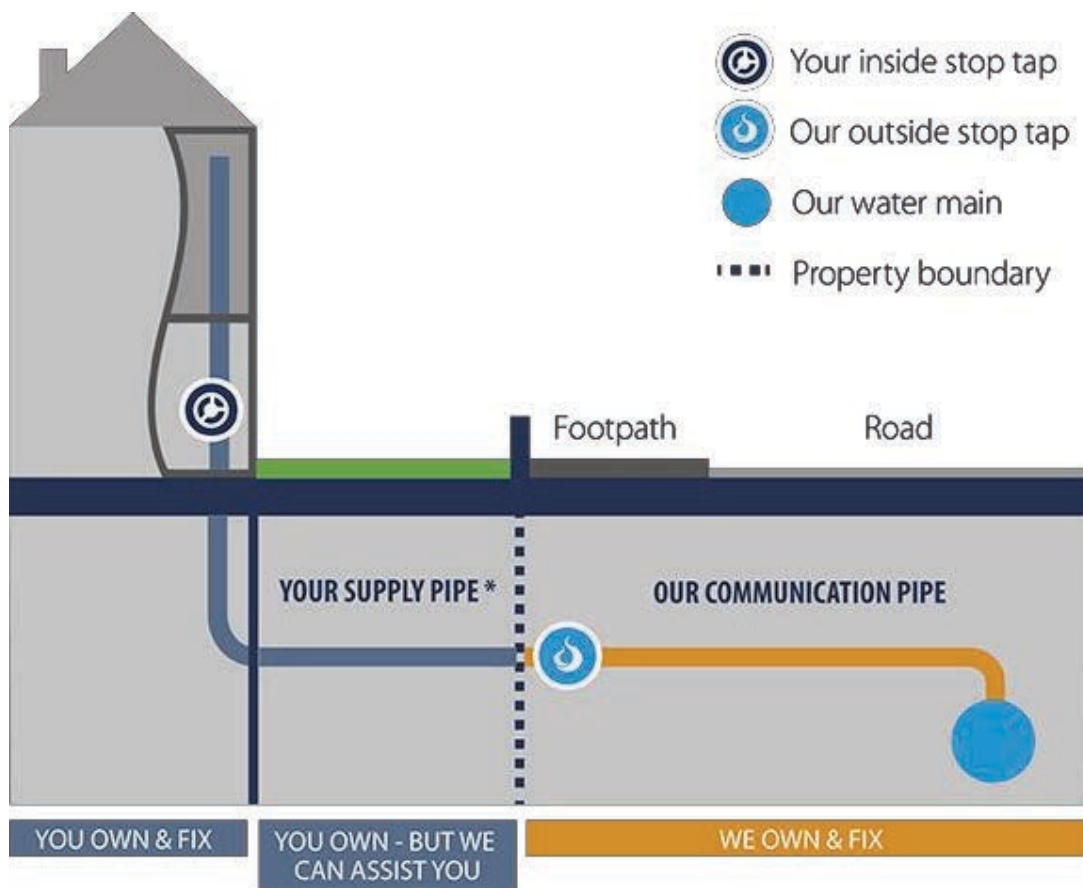 Your inside stop tap
Our outside stop tap
Our water main
Property boundary
Footpath
Road
YOUR SUPPLY PIPE *
OUR COMMUNICATION PIPE
YOU OWN & FIX
YOU OWN - BUT WE
CAN ASSIST YOU
WE OWN & FIX